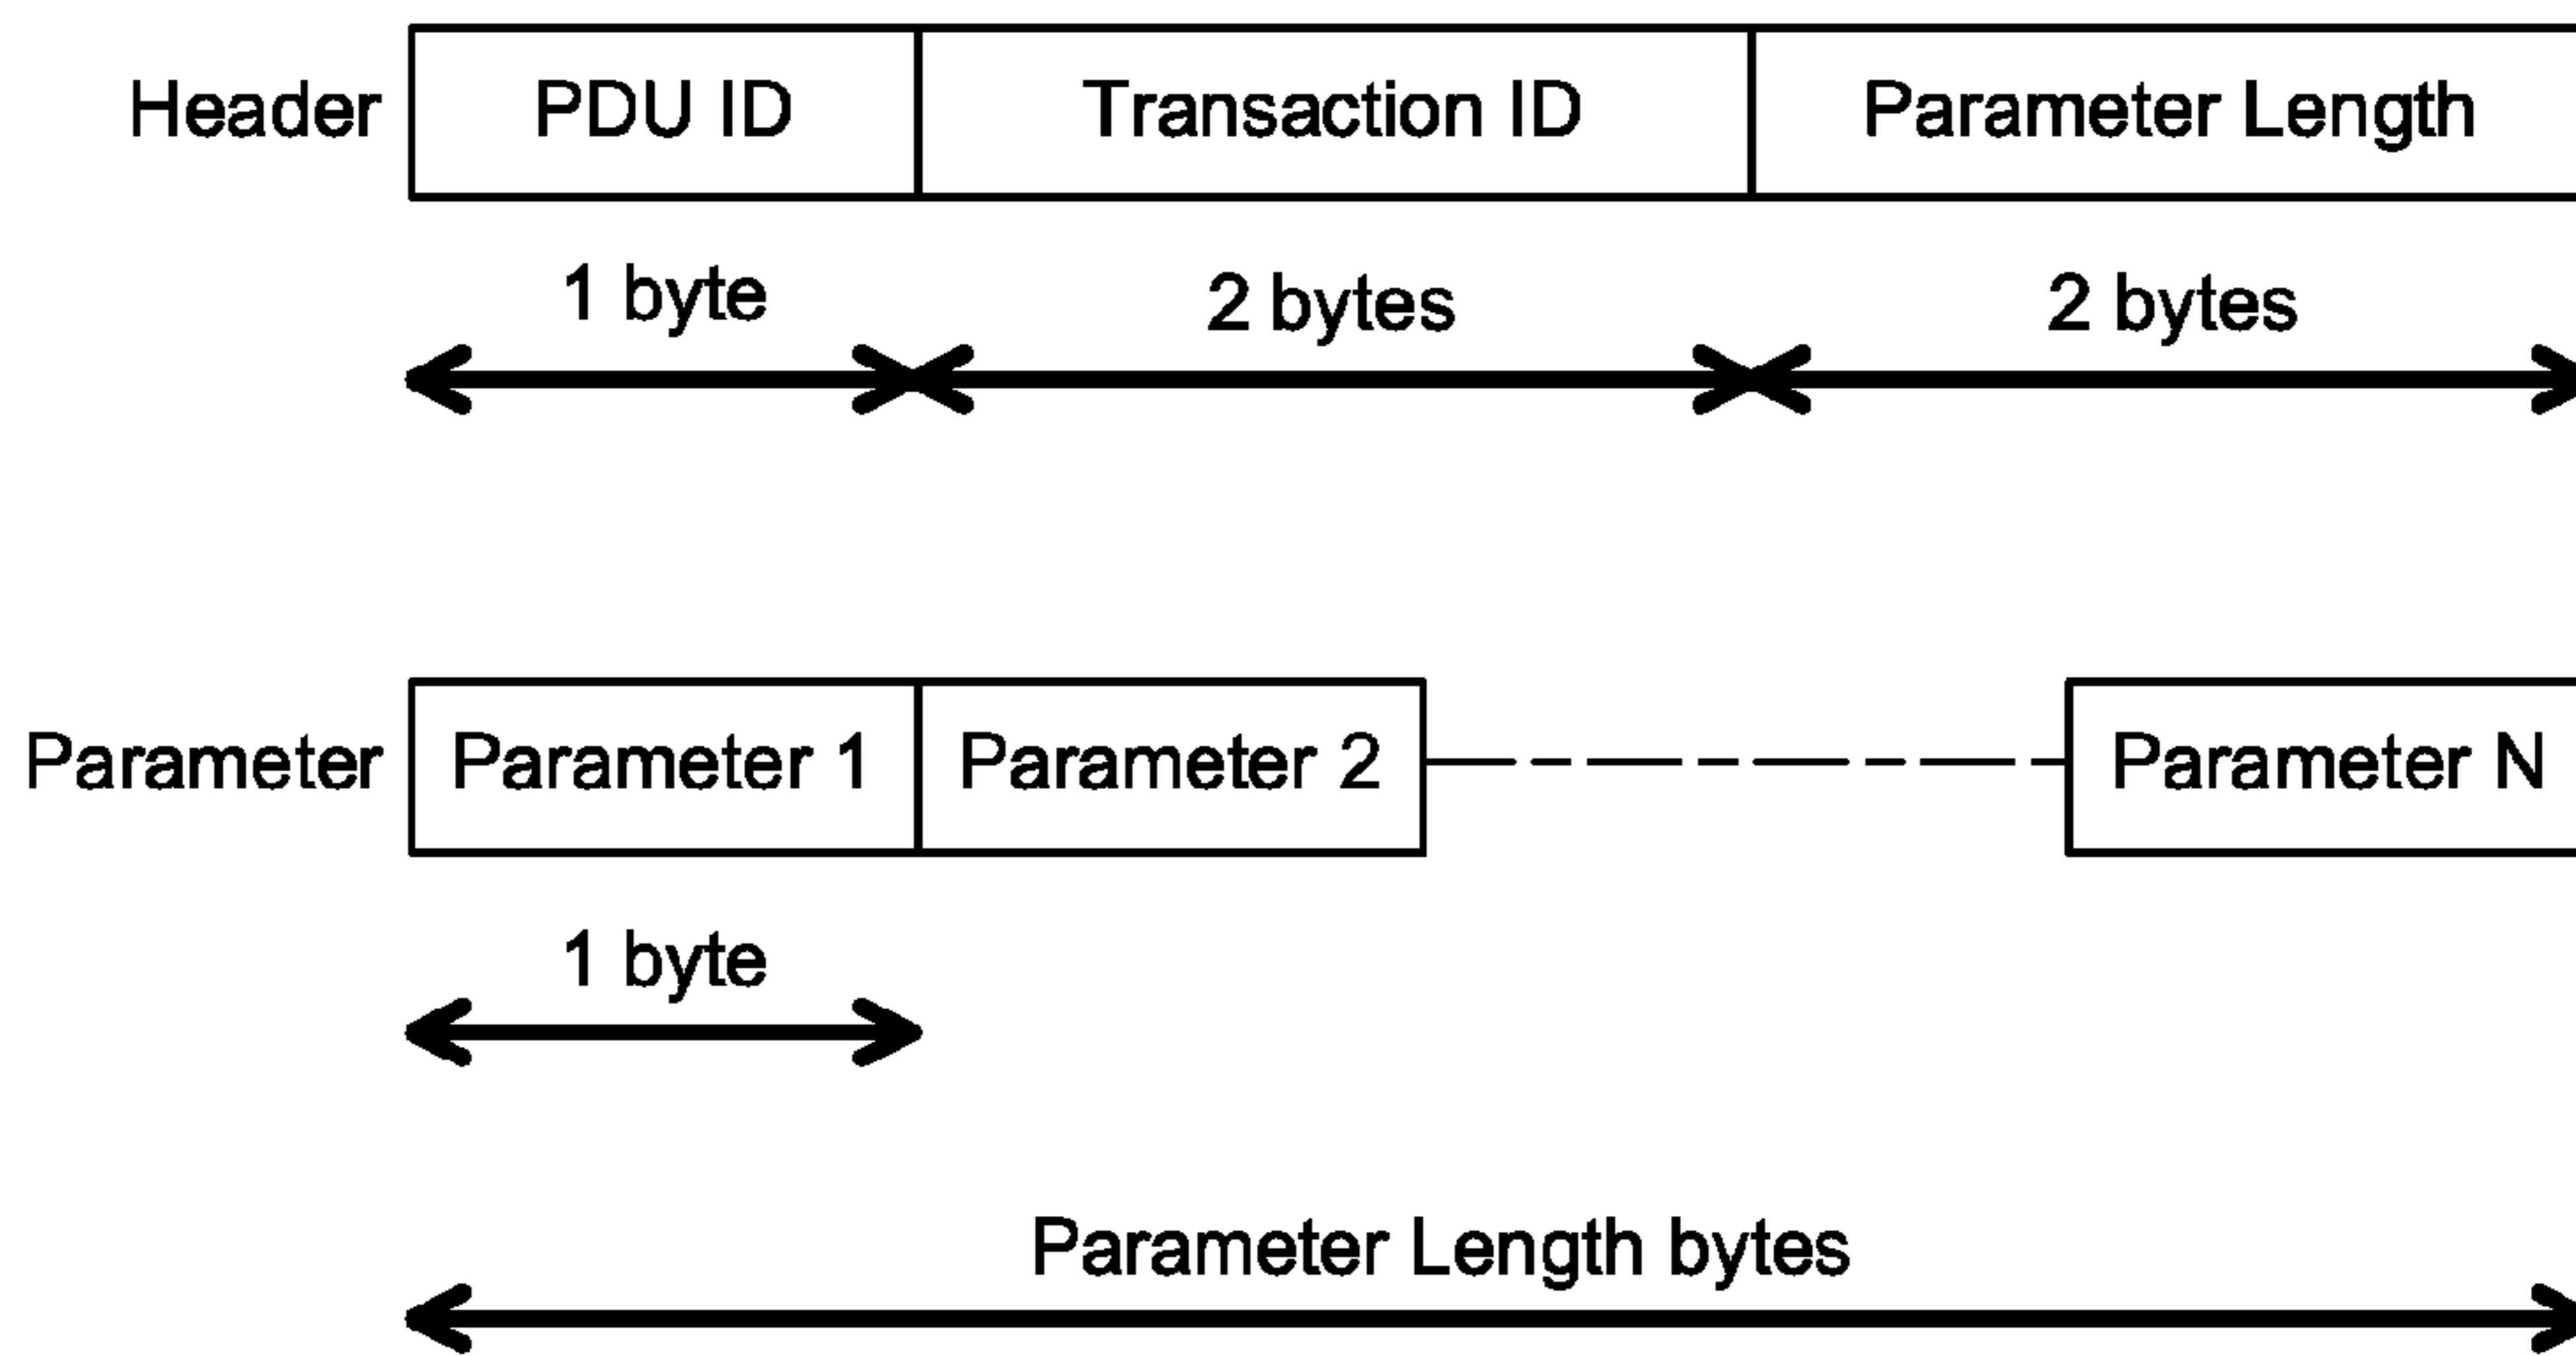 Header PDU ID Transaction ID Parameter Length
1 byte 2 bytes 2 bytes
Parameter Parameter 1 Parameter 2 Parameter N
1 byte
Parameter Length bytes